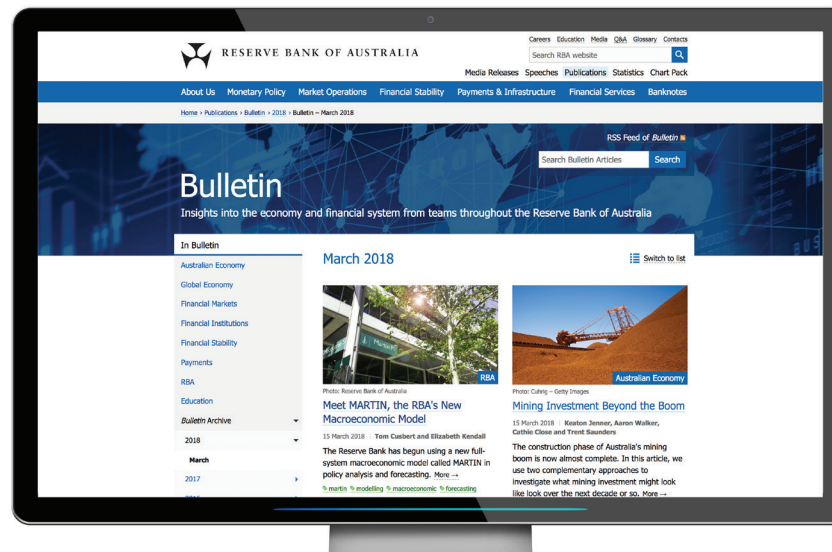 Careers Education Media Q&A Glossary Contacts
RESERVE BANK OF AUSTRALIA
Search RBA website
Media Releases Speeches Publications Statistics Chart Pack
About Us Monetary Policy Market Operations Financial Stability Payments & Infrastructure Financial Services Banknotes
Home › Publications › Bulletin › 2018 › Bulletin – March 2018
RSS Feed of Bulletin
Search Bulletin Articles Search
Bulletin
Insights into the economy and financial system from teams throughout the Reserve Bank of Australia
In Bulletin
Australian Economy
Global Economy
Financial Markets
Financial Institutions
Financial Stability
Payments
RBA
Education
Bulletin Archive
2018
March
2017
March 2018
Switch to list
RBA
Photo: Reserve Bank of Australia
Meet MARTIN, the RBA's New
Macroeconomic Model
15 March 2018 | Tom Cusbert and Elizabeth Kendall
The Reserve Bank has begun using a new full-
system macroeconomic model called MARTIN in
policy analysis and forecasting. More →
martin modelling macroeconomic forecasting
Australian Economy
Photo: Cuhrig – Getty Images
Mining Investment Beyond the Boom
15 March 2018 | Keaton Jenner, Aaron Walker,
Cathie Close and Trent Saunders
The construction phase of Australia's mining
boom is now almost complete. In this article, we
use two complementary approaches to
investigate what mining investment might look
like look over the next decade or so. More →